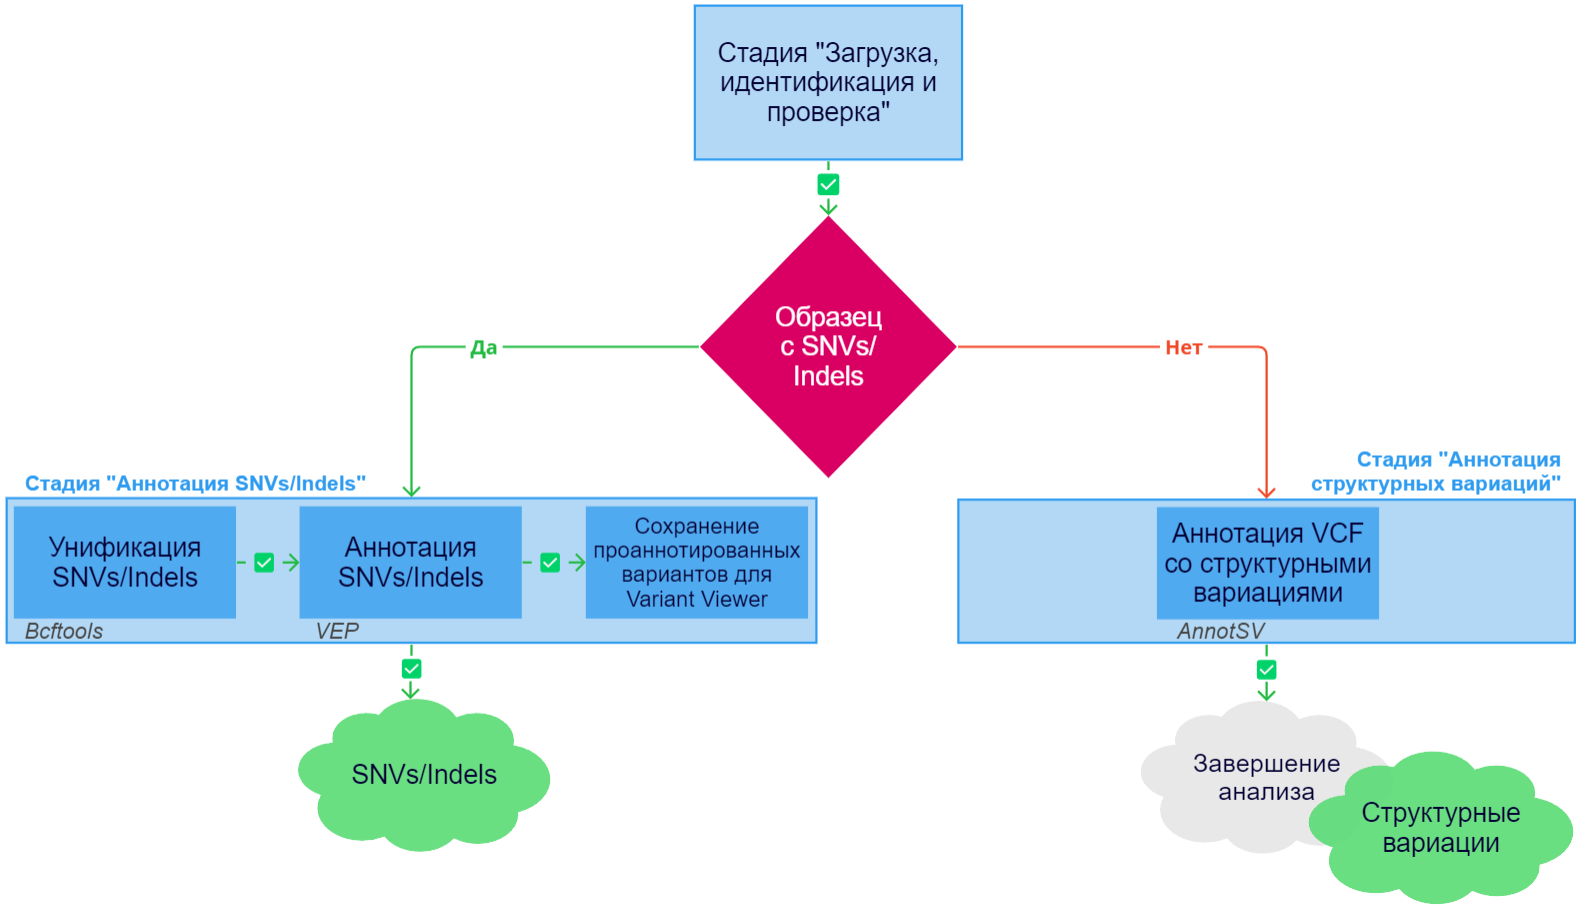 Стадия "Загрузка,
идентификация и
проверка"
Образец
с SNVs/
Indels
Да
Нет
Стадия "Аннотация SNVs/Indels"
Унификация
SNVs/Indels
Bcftools
Аннотация
SNVs/Indels
VEP
Сохранение
проаннотированных
вариантов для
Variant Viewer
Стадия "Аннотация
структурных вариаций"
Аннотация VCF
со структурными
вариациями
AnnotSV
SNVs/Indels
Завершение
анализа
Структурные
вариации